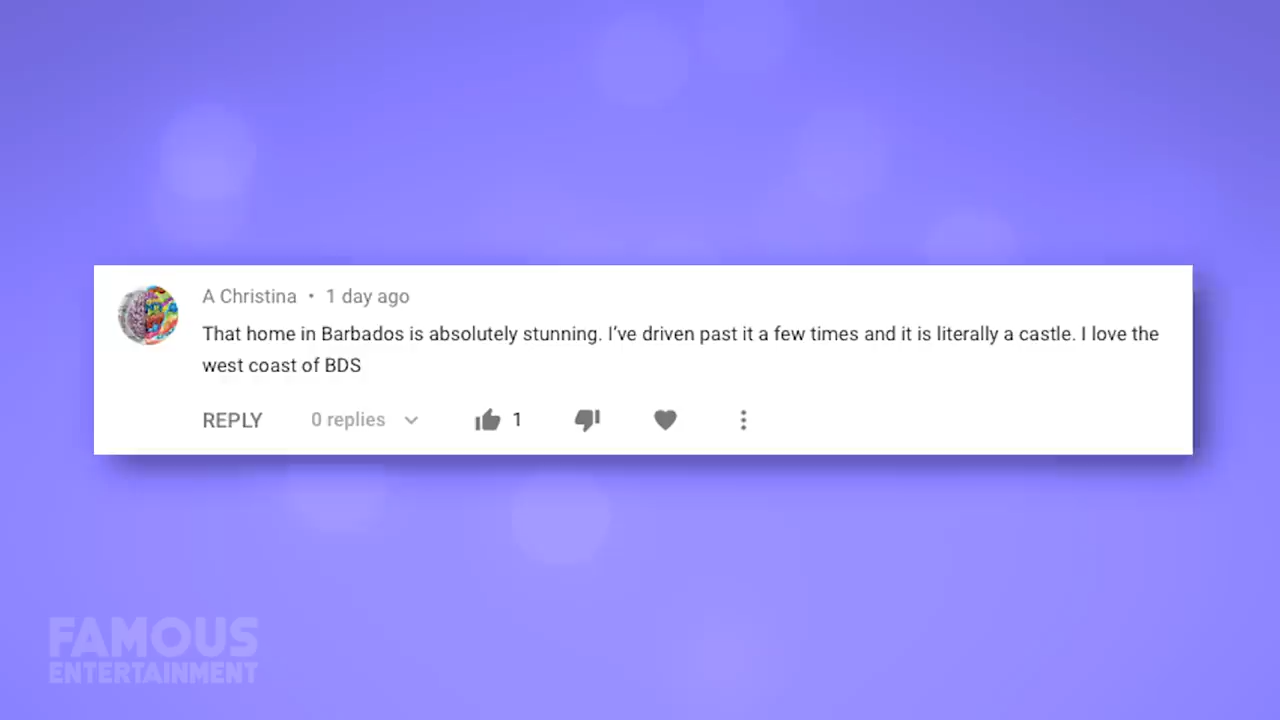 A Christina • 1 day ago
That home in Barbados is absolutely stunning. I've driven past it a few times and it is literally a castle. I love the
west coast of BDS
REPLY 0 replies 1
FAMOUS
ENTERTAINMENT